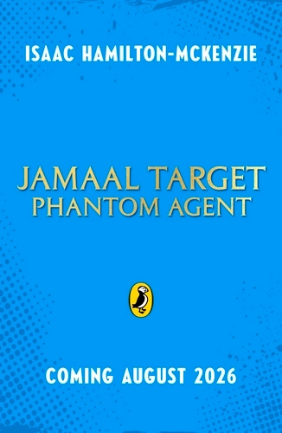 ISAAC HAMILTON-MCKENZIE
JAMAAL TARGET
PHANTOM AGENT
COMING AUGUST 2026